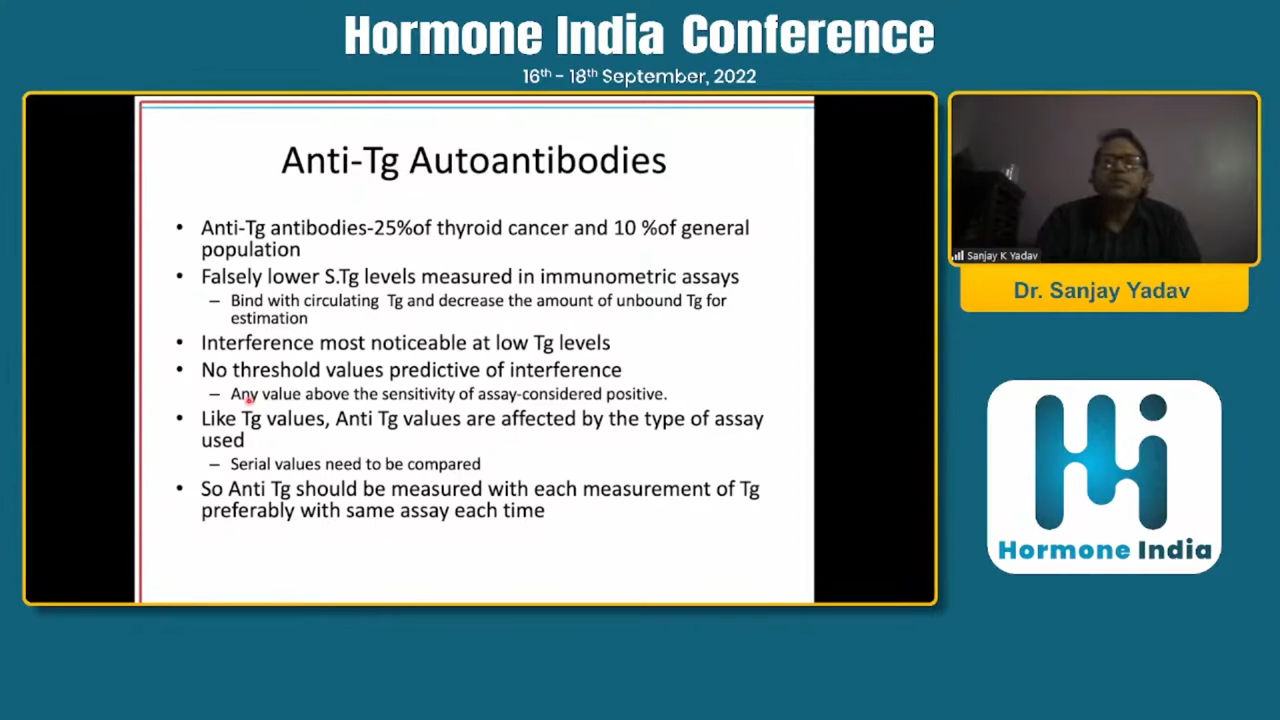 Hormone India Conference
16th - 18th September, 2022
Anti-Tg Autoantibodies
• Anti-Tg antibodies-25%of thyroid cancer and 10 %of general
population
• Falsely lower S.Tg levels measured in immunometric assays
– Bind with circulating Tg and decrease the amount of unbound Tg for
estimation
• Interference most noticeable at low Tg levels
• No threshold values predictive of interference
– Any value above the sensitivity of assay-considered positive.
• Like Tg values, Anti Tg values are affected by the type of assay
used
– Serial values need to be compared
• So Anti Tg should be measured with each measurement of Tg
preferably with same assay each time
Sanjay K Yadav
Dr. Sanjay Yadav
Hi
Hormone India